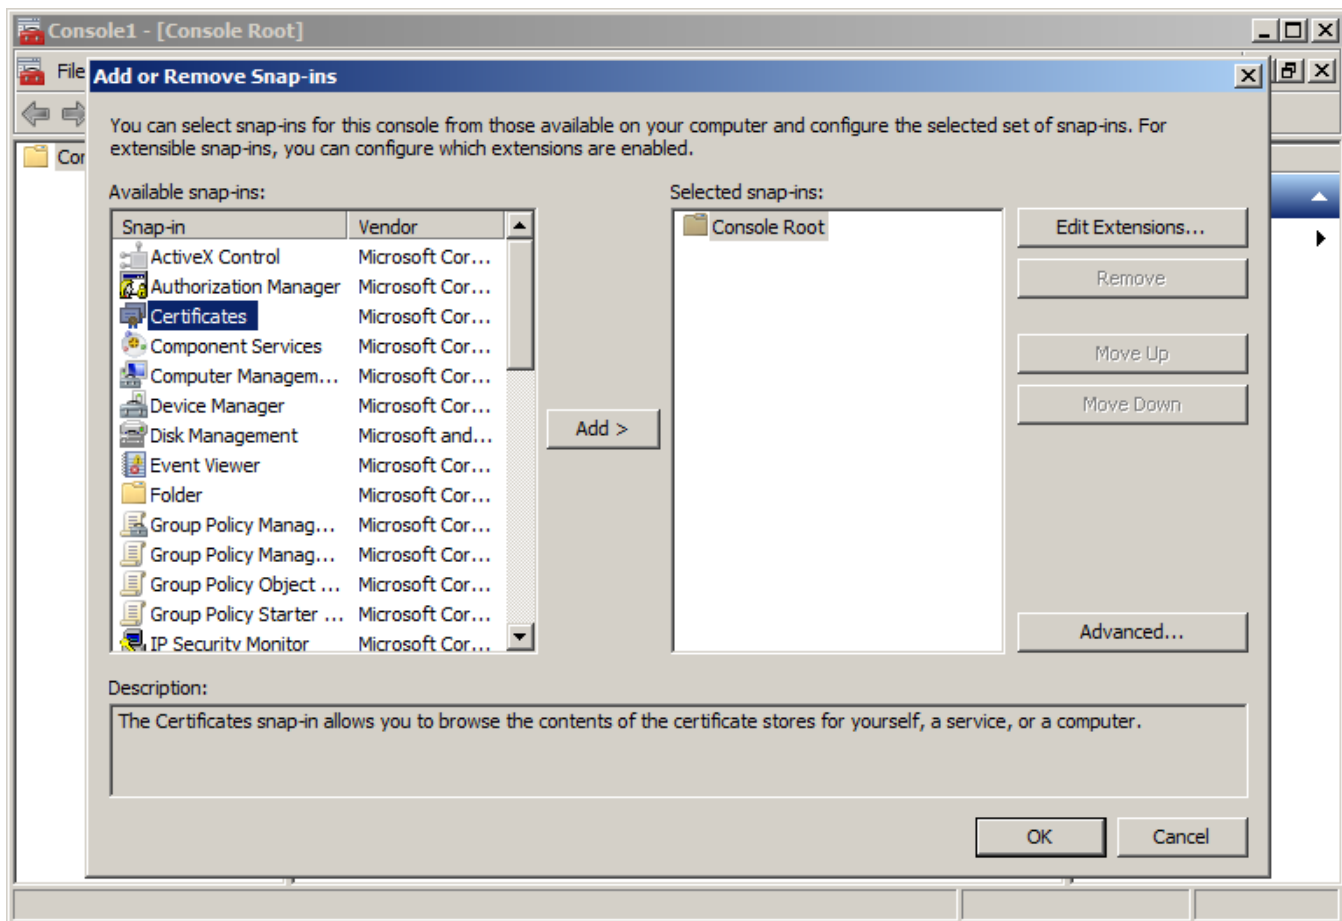 Console1 - [Console Root]
File
Add or Remove Snap-ins
You can select snap-ins for this console from those available on your computer and configure the selected set of snap-ins. For
extensible snap-ins, you can configure which extensions are enabled.
Available snap-ins:
Snap-in Vendor
ActiveX Control Microsoft Cor...
Authorization Manager Microsoft Cor...
Certificates Microsoft Cor...
Component Services Microsoft Cor...
Computer Managem... Microsoft Cor...
Device Manager Microsoft Cor...
Disk Management Microsoft and...
Event Viewer Microsoft Cor...
Folder Microsoft Cor...
Group Policy Manag... Microsoft Cor...
Group Policy Manag... Microsoft Cor...
Group Policy Object ... Microsoft Cor...
Group Policy Starter ... Microsoft Cor...
IP Security Monitor Microsoft Cor...
Add >
Selected snap-ins:
Console Root
Edit Extensions...
Remove
Move Up
Move Down
Advanced...
Description:
The Certificates snap-in allows you to browse the contents of the certificate stores for yourself, a service, or a computer.
OK
Cancel